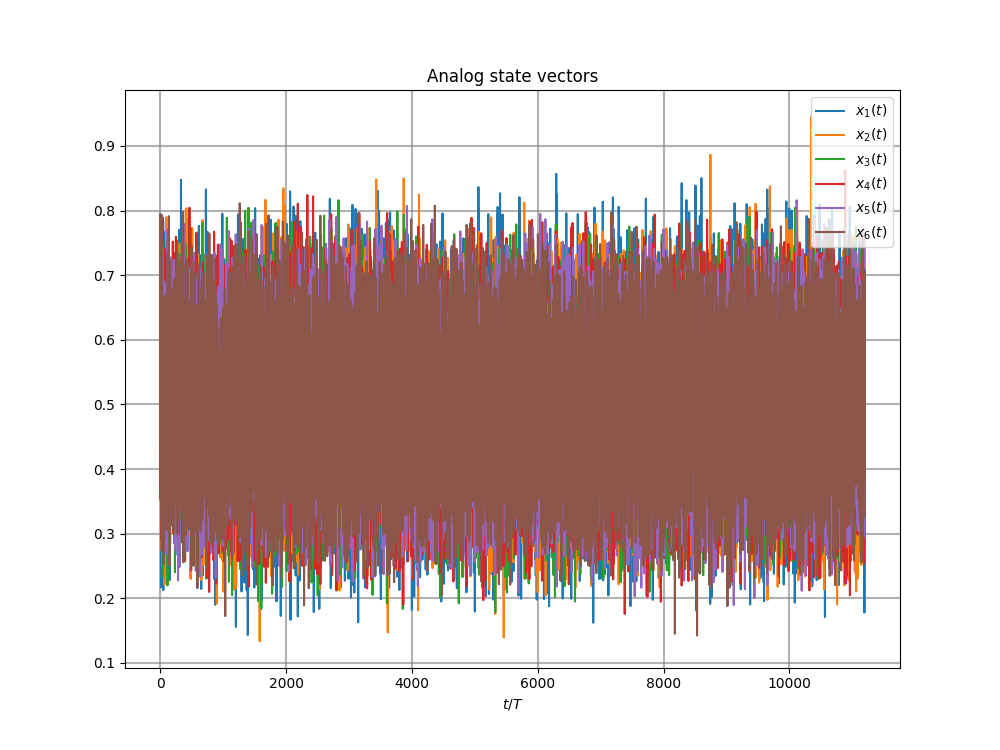 Analog state vectors
x₁(t)
x₂(t)
x₃(t)
x₄(t)
x₅(t)
x₆(t)
0.9
0.8
0.7
0.6
0.5
0.4
0.3
0.2
0.1
0 2000 4000 6000 8000 10000
t/T